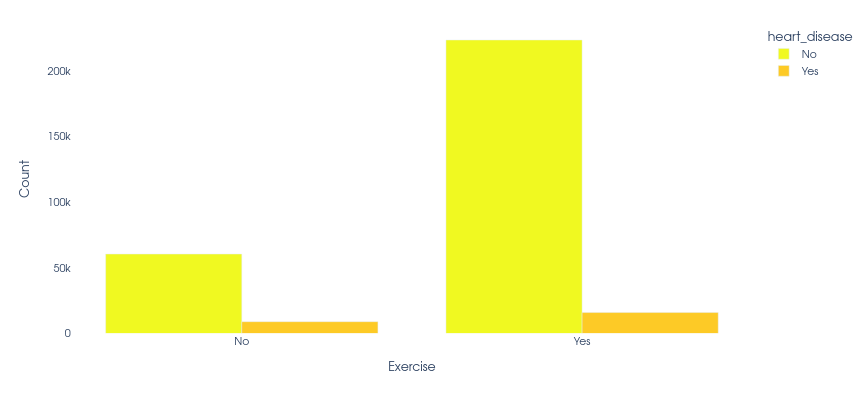 heart_disease
No
Yes
200k
150k
100k
50k
0
Count
No
Yes
Exercise